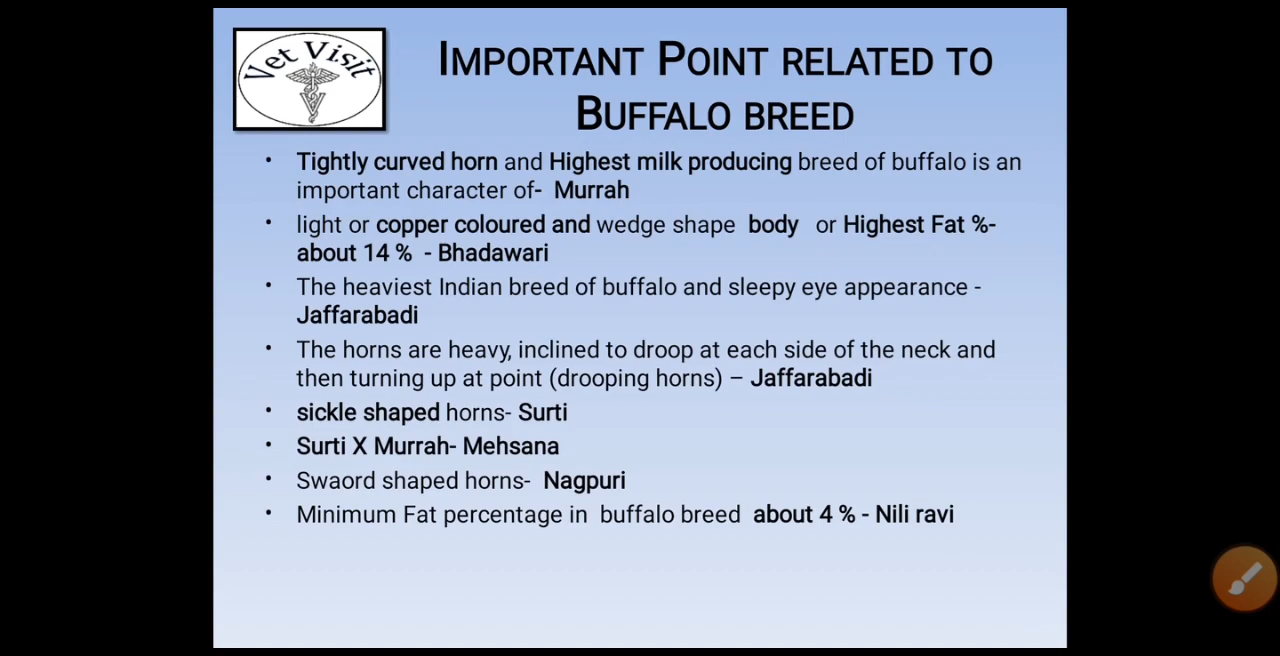 Vet Visit
IMPORTANT POINT RELATED TO
BUFFALO BREED
• Tightly curved horn and Highest milk producing breed of buffalo is an
important character of- Murrah
• light or copper coloured and wedge shape body or Highest Fat %-
about 14 % - Bhadawari
• The heaviest Indian breed of buffalo and sleepy eye appearance -
Jaffarabadi
• The horns are heavy, inclined to droop at each side of the neck and
then turning up at point (drooping horns) – Jaffarabadi
• sickle shaped horns- Surti
• Surti X Murrah- Mehsana
• Swaord shaped horns- Nagpuri
• Minimum Fat percentage in buffalo breed about 4 % - Nili ravi